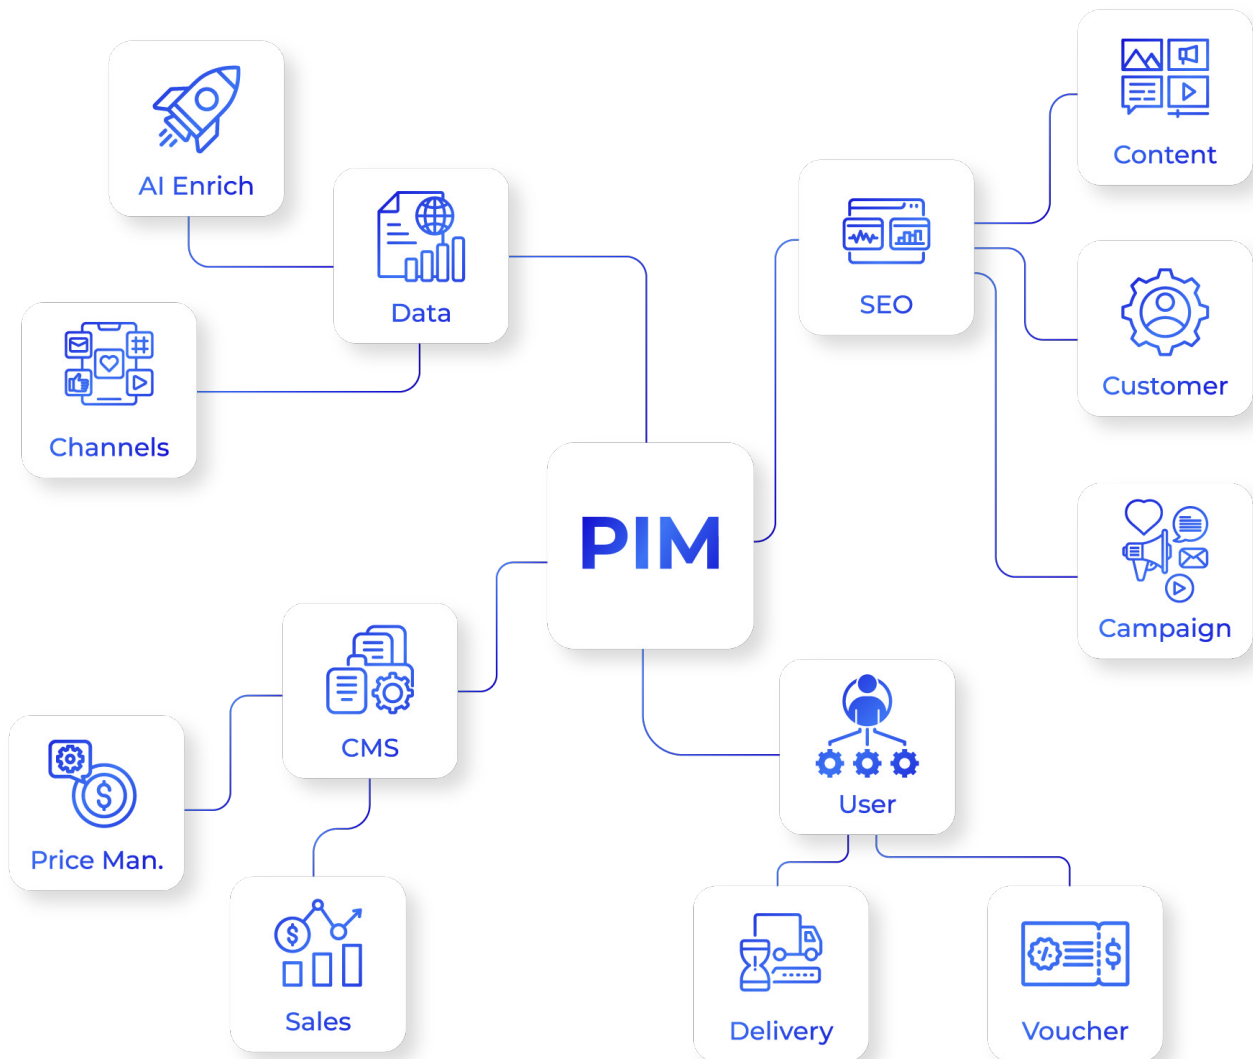 Content
AI Enrich
SEO
Data
Customer
Channels
PIM
Campaign
CMS
User
Price Man.
Sales
Delivery
Voucher